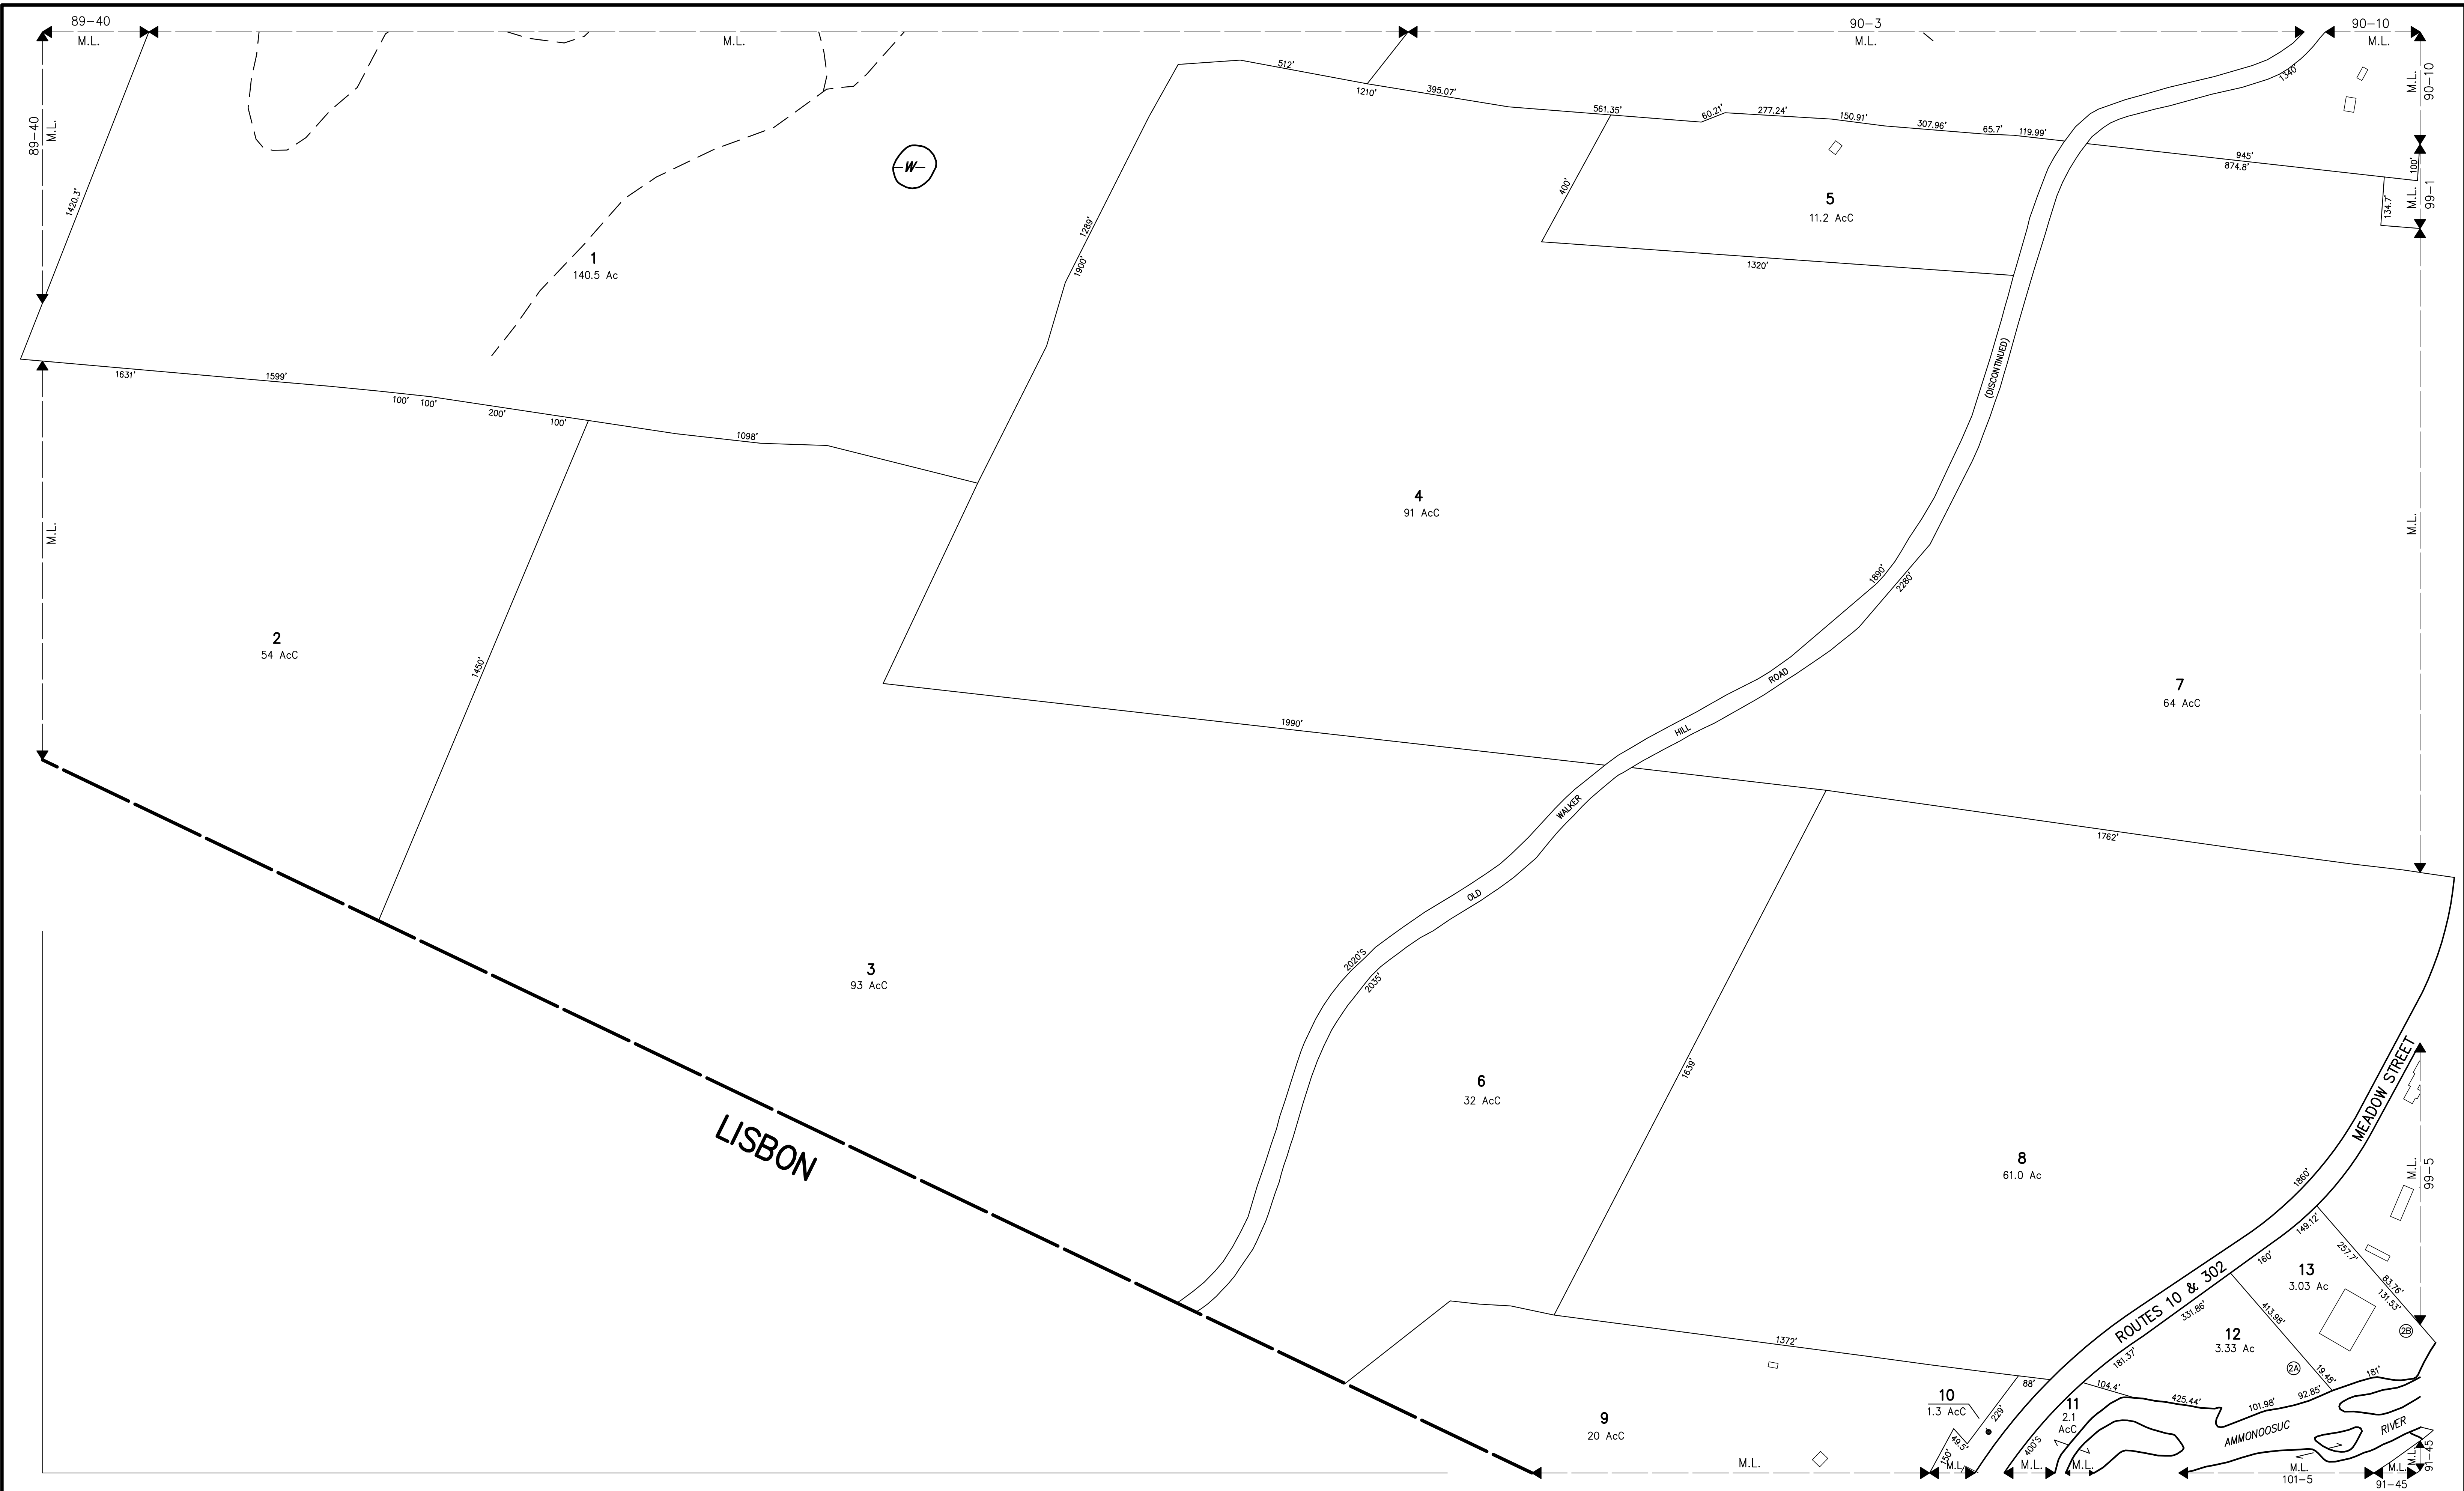 89-40
M.L.
M.L.
90-3
M.L.
90-10
M.L.
89-40
M.L.
M.L.
90-10
512'
1210'
395.07'
561.35'
60.21'
277.24'
150.91'
307.96'
65.7'
119.99'
1340'
945'
874.8'
100'
M.L.
99-1
134.7'
1420.3'
-W-
400'
5
11.2 AcC
1289'
1900'
1
140.5 Ac
1320'
(DISCONTINUED)
1631'
1599'
100'
100'
200'
100'
1098'
4
91 AcC
M.L.
M.L.
1890'
2280'
2
54 AcC
1450'
ROAD
7
64 AcC
1990'
HILL
WALKER
1762'
OLD
3
93 AcC
2020'S
2035'
6
32 AcC
1639'
MEADOW STREET
LISBON
8
61.0 Ac
1860'
M.L.
99-5
149.12'
160'
257.7'
13
3.03 Ac
83.76'
131.53'
ROUTES 10 & 302
331.86'
413.98'
12
3.33 Ac
2B
181.37'
2A
1372'
19.48'
181'
88'
104.4'
425.44'
101.98'
92.85'
10
1.3 AcC
229'
11
2.1
AcC
9
20 AcC
49.5'
150'
400'S
AMMONOOSUC
RIVER
M.L.
M.L.
M.L.
M.L.
M.L.
101-5
M.L.
91-45
M.L.
91-45